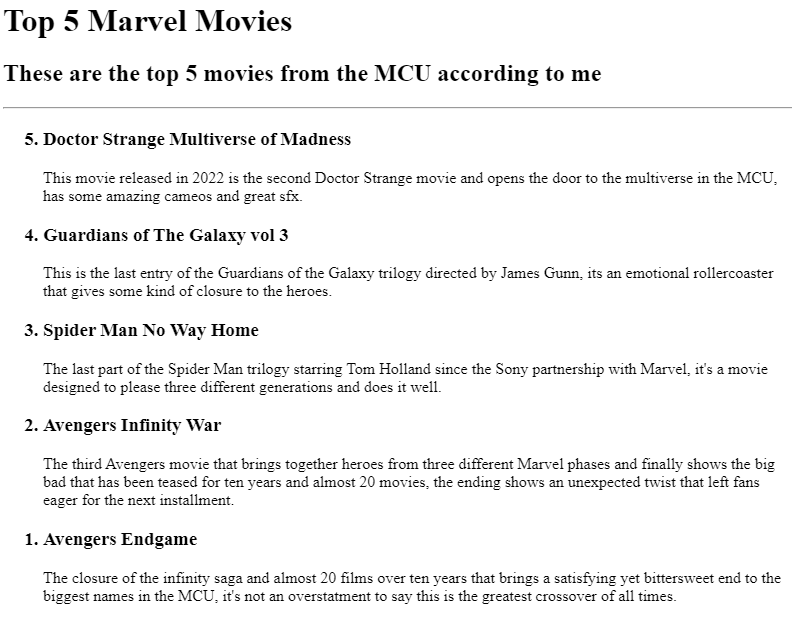 Top 5 Marvel Movies
These are the top 5 movies from the MCU according to me
5. Doctor Strange Multiverse of Madness
This movie released in 2022 is the second Doctor Strange movie and opens the door to the multiverse in the MCU,
has some amazing cameos and great sfx.
4. Guardians of The Galaxy vol 3
This is the last entry of the Guardians of the Galaxy trilogy directed by James Gunn, its an emotional rollercoaster
that gives some kind of closure to the heroes.
3. Spider Man No Way Home
The last part of the Spider Man trilogy starring Tom Holland since the Sony partnership with Marvel, it's a movie
designed to please three different generations and does it well.
2. Avengers Infinity War
The third Avengers movie that brings together heroes from three different Marvel phases and finally shows the big
bad that has been teased for ten years and almost 20 movies, the ending shows an unexpected twist that left fans
eager for the next installment.
1. Avengers Endgame
The closure of the infinity saga and almost 20 films over ten years that brings a satisfying yet bittersweet end to the
biggest names in the MCU, it's not an overstatment to say this is the greatest crossover of all times.